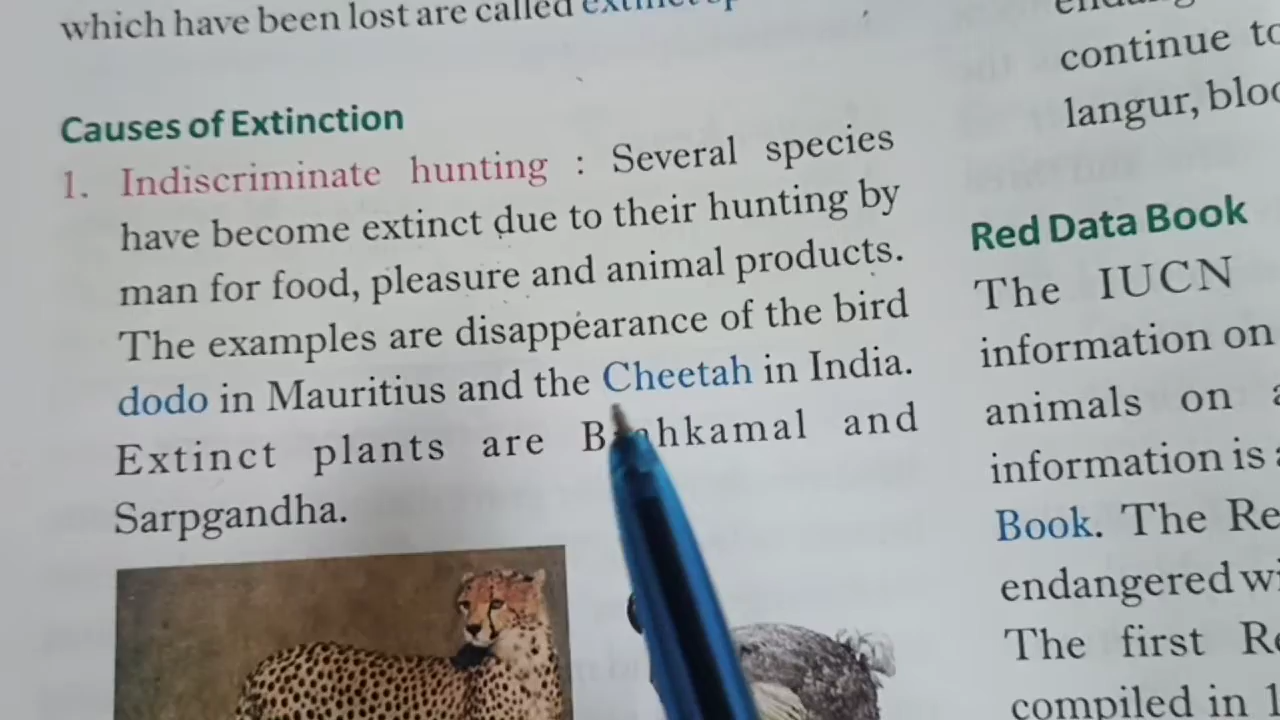 which have been lost are called extinct
Causes of Extinction
1. Indiscriminate hunting : Several species
have become extinct due to their hunting by
man for food, pleasure and animal products.
The examples are disappearance of the bird
dodo in Mauritius and the Cheetah in India.
Extinct plants are and
Sarpgandha.
continue to
langur,
Red Data Book
The IUCN
information on
animals on
information is
Book. The
endangered
The first
compiled in